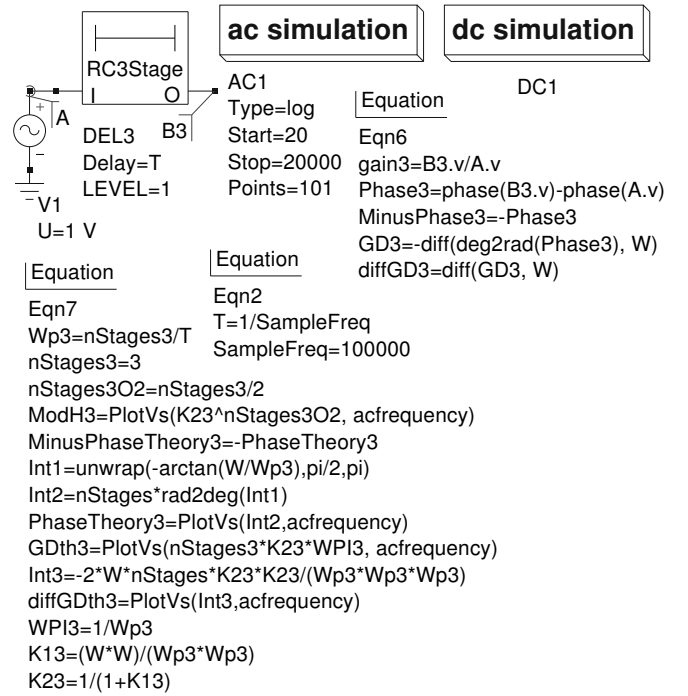 ac simulation
dc simulation
RC3Stage
I O
A
B3
DEL3
Delay=T
LEVEL=1
+
-
-
V1
U=1 V
AC1
Type=log
Start=20
Stop=20000
Points=101
DC1
Equation
Eqn6
gain3=B3.v/A.v
Phase3=phase(B3.v)-phase(A.v)
MinusPhase3=-Phase3
GD3=-diff(deg2rad(Phase3), W)
diffGD3=diff(GD3, W)
Equation
Eqn2
T=1/SampleFreq
SampleFreq=100000
Equation
Eqn7
Wp3=nStages3/T
nStages3=3
nStages3O2=nStages3/2
ModH3=PlotVs(K23^nStages3O2, acfrequency)
MinusPhaseTheory3=-PhaseTheory3
Int1=unwrap(-arctan(W/Wp3),pi/2,pi)
Int2=nStages*rad2deg(Int1)
PhaseTheory3=PlotVs(Int2,acfrequency)
GDth3=PlotVs(nStages3*K23*WPI3, acfrequency)
Int3=-2*W*nStages*K23*K23/(Wp3*Wp3*Wp3)
diffGDth3=PlotVs(Int3,acfrequency)
WPI3=1/Wp3
K13=(W*W)/(Wp3*Wp3)
K23=1/(1+K13)